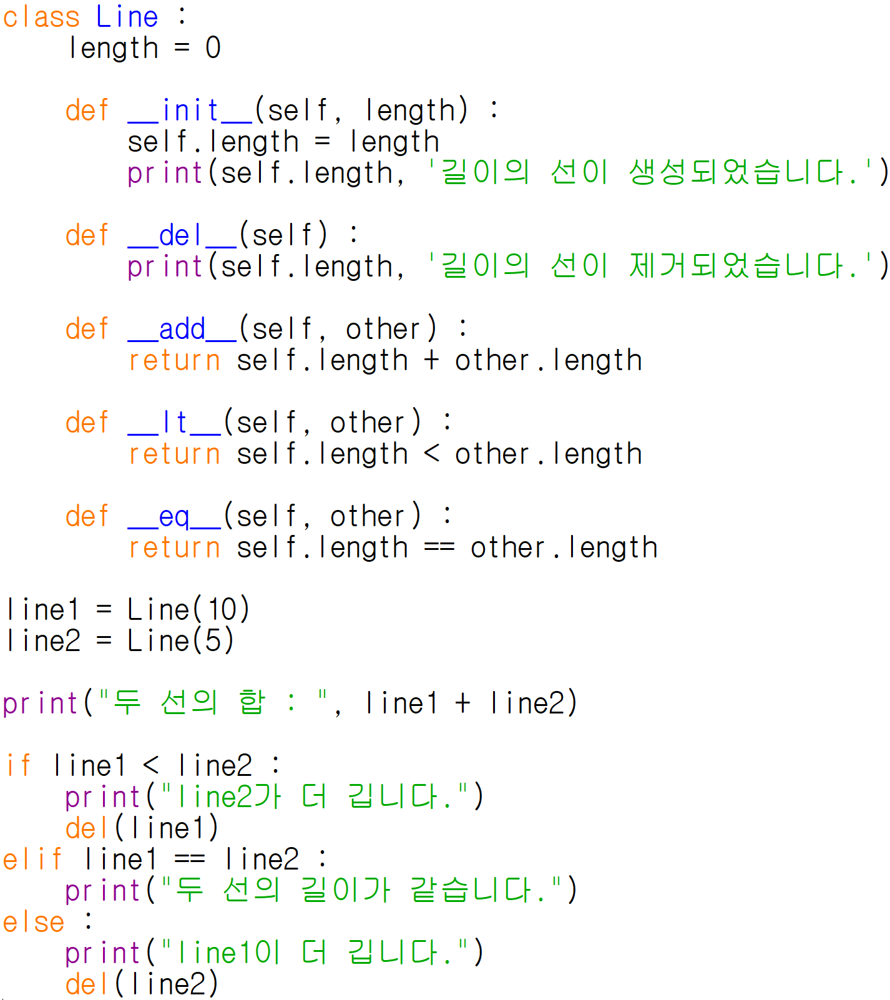 class Line :
    length = 0

    def __init__(self, length) :
        self.length = length
        print(self.length, '길이의 선이 생성되었습니다.')

    def __del__(self) :
        print(self.length, '길이의 선이 제거되었습니다.')

    def __add__(self, other) :
        return self.length + other.length

    def __lt__(self, other) :
        return self.length < other.length

    def __eq__(self, other) :
        return self.length == other.length

line1 = Line(10)
line2 = Line(5)

print("두 선의 합 : ", line1 + line2)

if line1 < line2 :
    print("line2가 더 깁니다.")
    del(line1)
elif line1 == line2 :
    print("두 선의 길이가 같습니다.")
else :
    print("line1이 더 깁니다.")
    del(line2)